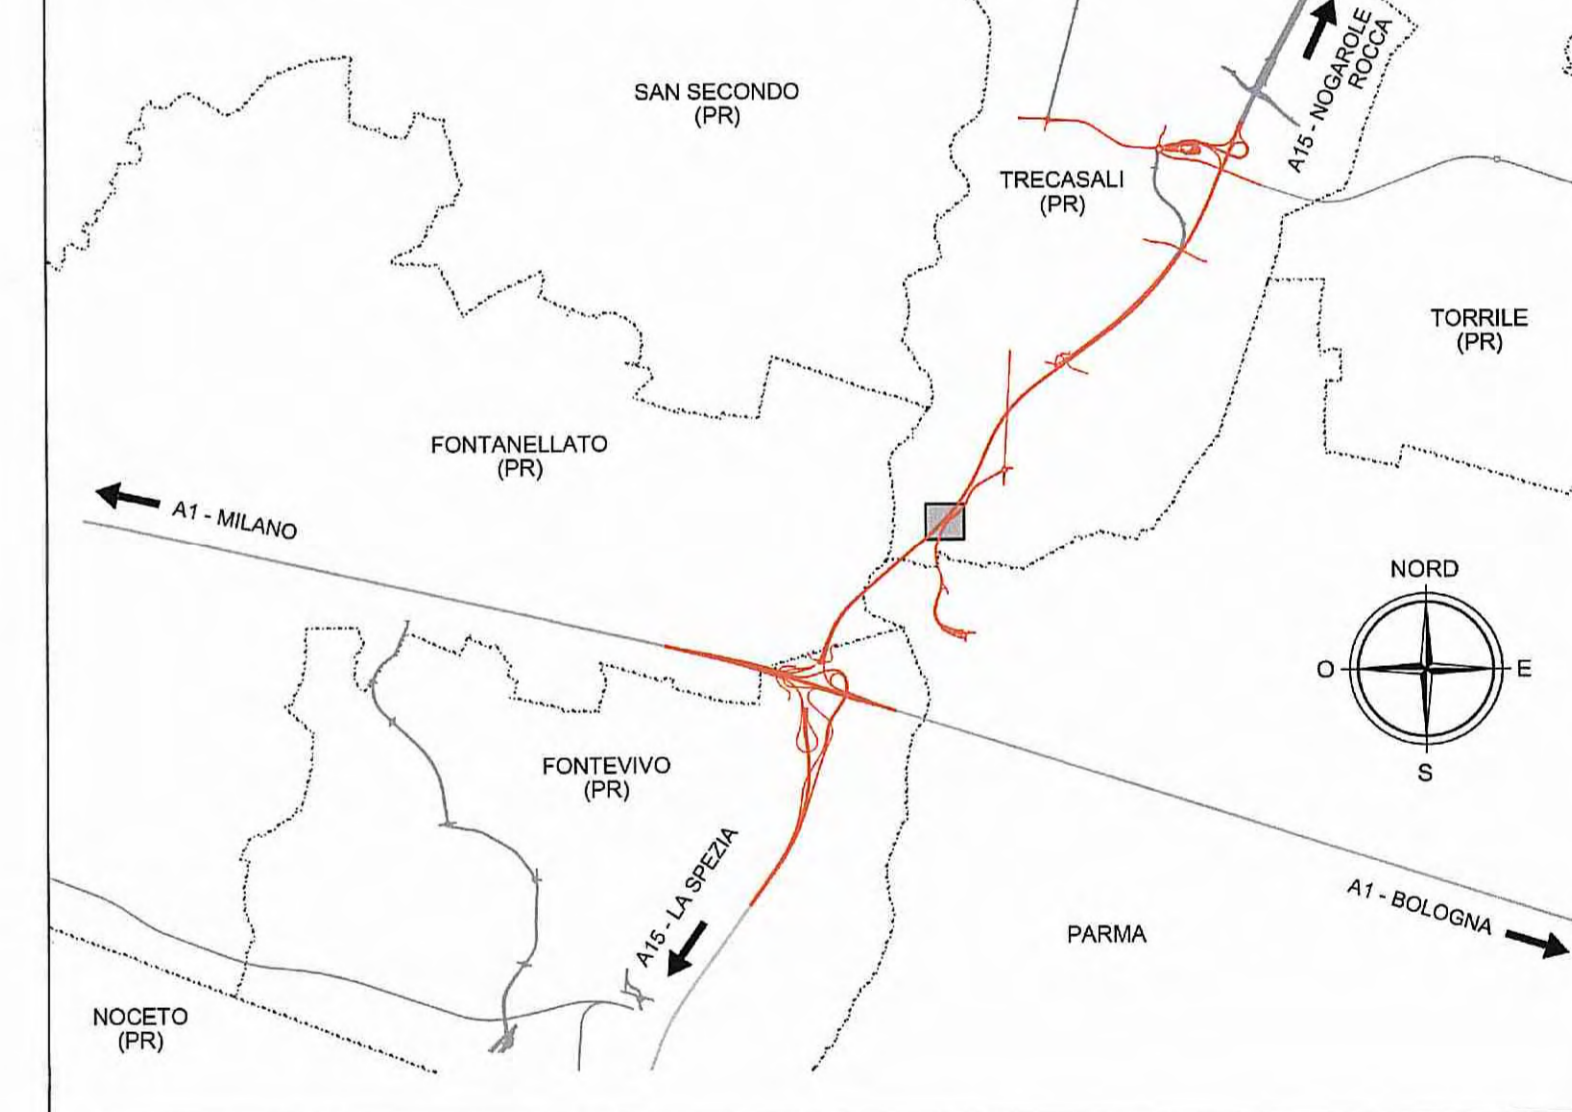 A15 - NOGAROLE
ROCCA
SAN SECONDO
(PR)
TRECASALI
(PR)
TORRILE
(PR)
FONTANELLATO
(PR)
A1 - MILANO
NORD
O
E
S
FONTEVIVO
(PR)
A15 - LA SPEZIA
A1 - BOLOGNA
PARMA
NOCETO
(PR)